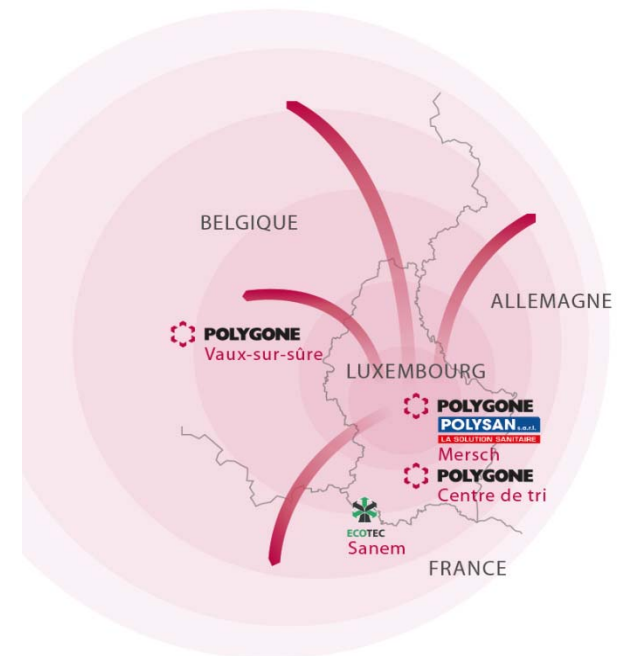 BELGIQUE
ALLEMAGNE
POLYGONE
Vaux-sur-sûre
LUXEMBOURG
POLYGONE
POLYSAN s.a.r.l.
LA SOLUTION SANITAIRE
Mersch
POLYGONE
Centre de tri
ECOTEC
Sanem
FRANCE